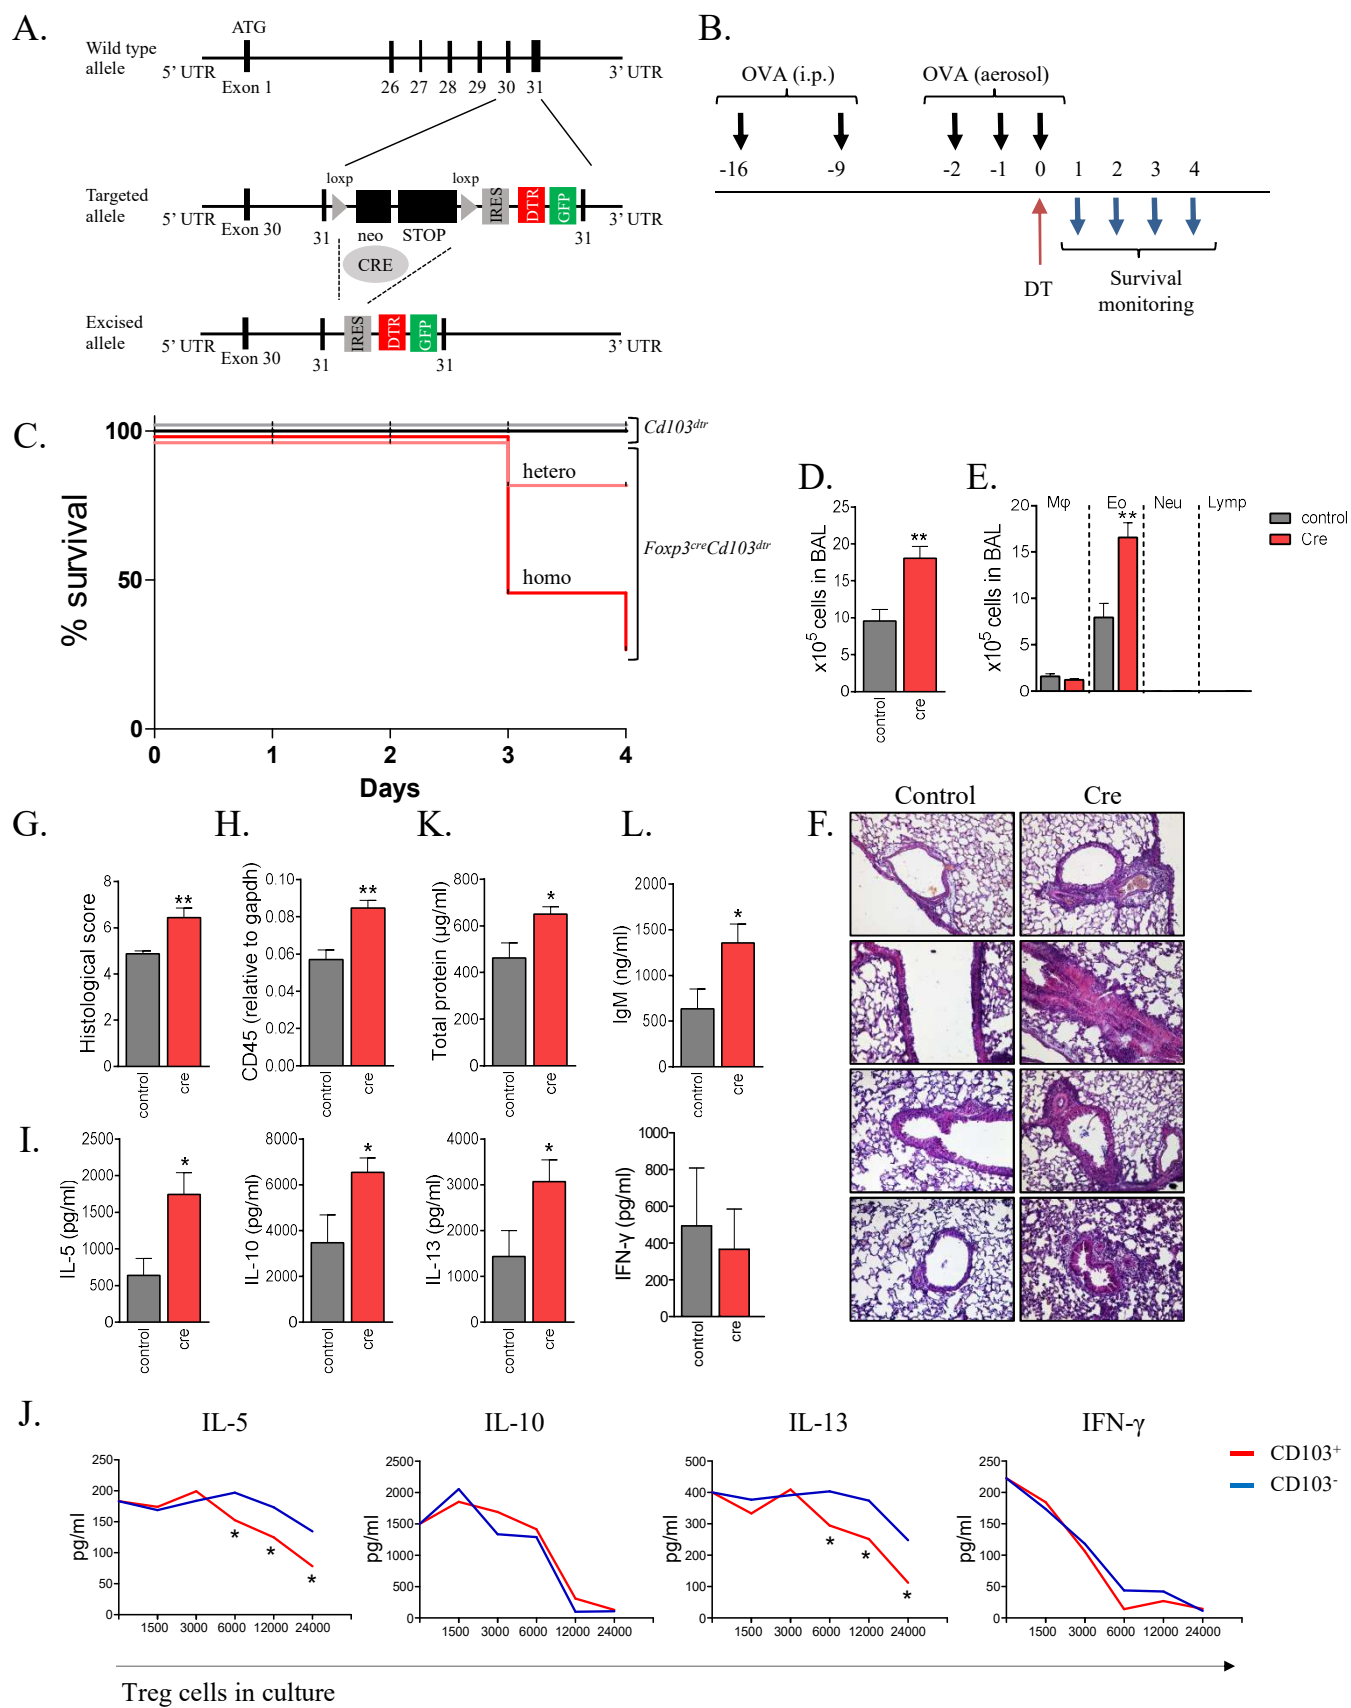 A.
ATG
Wild type
allele
5’ UTR
Exon 1
26 27 28 29 30 31
3’ UTR
loxp loxp
Targeted
allele
5’ UTR
Exon 30
31
neo
STOP
IRES
DTR
GFP
31
3’ UTR
CRE
Excised
allele
5’ UTR
Exon 30
31
IRES
DTR
GFP
31
3’ UTR
B.
OVA (i.p.) OVA (aerosol)
-16 -9 -2 -1 0 1 2 3 4
DT
Survival
monitoring
C.
% survival
100
50
0
0 1 2 3 4
Days
Cd103dtr
hetero
Foxp3creCd103dtr
homo
D.
x10⁵ cells in BAL
25
20
15
10
5
0
**
control cre
E.
x10⁵ cells in BAL
20
15
10
5
0
Mφ Eo Neu Lymp
**
control
Cre
G.
Histological score
8
6
4
2
0
**
control cre
H.
CD45 (relative to gapdh)
0.10
0.08
0.06
0.04
0.02
0.00
**
control cre
K.
Total protein (µg/ml)
800
600
400
200
0
*
control cre
L.
IgM (ng/ml)
2000
1500
1000
500
0
*
control cre
F.
Control Cre
I.
IL-5 (pg/ml)
2500
2000
1500
1000
500
0
*
control cre
IL-10 (pg/ml)
8000
6000
4000
2000
0
*
control cre
IL-13 (pg/ml)
4000
3000
2000
1000
0
*
control cre
IFN-γ (pg/ml)
1000
800
600
400
200
0
control cre
J.
IL-5
pg/ml
250
200
150
100
50
0
* * *
1500 3000 6000 12000 24000
IL-10
pg/ml
2500
2000
1500
1000
500
0
1500 3000 6000 12000 24000
IL-13
pg/ml
500
400
300
200
100
0
* * *
1500 3000 6000 12000 24000
IFN-γ
pg/ml
250
200
150
100
50
0
1500 3000 6000 12000 24000
CD103⁺
CD103⁻
Treg cells in culture